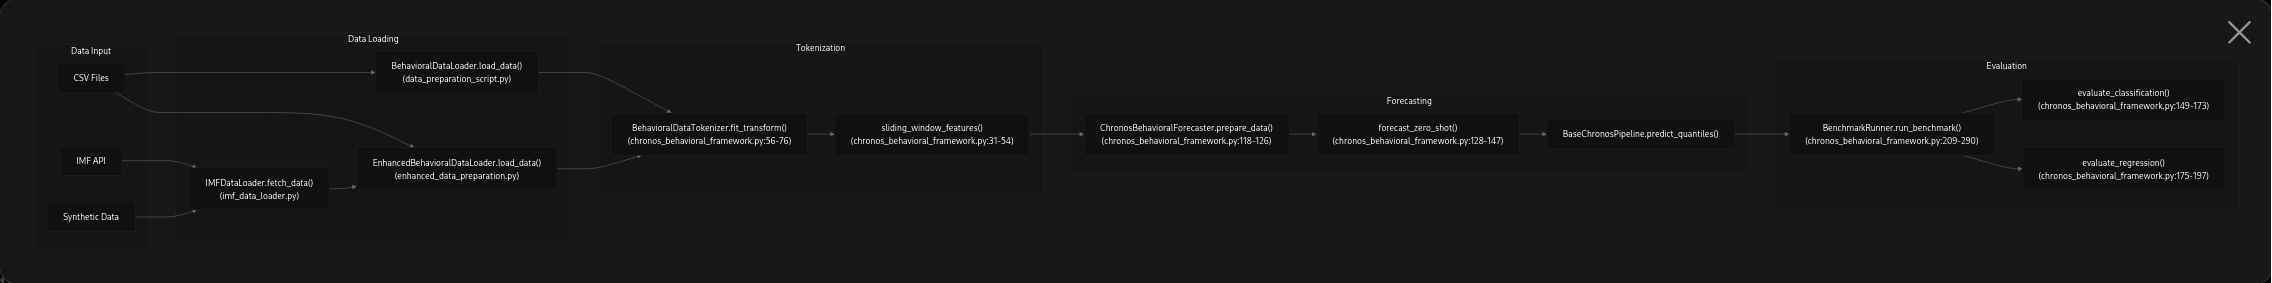 Data Input
CSV Files
IMF API
Synthetic Data
Data Loading
BehavioralDataLoader.load_data()
(data_preparation_script.py)
EnhancedBehavioralDataLoader.load_data()
(enhanced_data_preparation.py)
IMFDataLoader.fetch_data()
(imf_data_loader.py)
Tokenization
BehavioralDataTokenizer.fit_transform()
(chronos_behavioral_framework.py:56-76)
sliding_window_features()
(chronos_behavioral_framework.py:31-54)
Forecasting
ChronosBehavioralForecaster.prepare_data()
(chronos_behavioral_framework.py:118-126)
forecast_zero_shot()
(chronos_behavioral_framework.py:128-147)
BaseChronosPipeline.predict_quantiles()
Evaluation
BenchmarkRunner.run_benchmark()
(chronos_behavioral_framework.py:209-290)
evaluate_classification()
(chronos_behavioral_framework.py:149-173)
evaluate_regression()
(chronos_behavioral_framework.py:175-197)